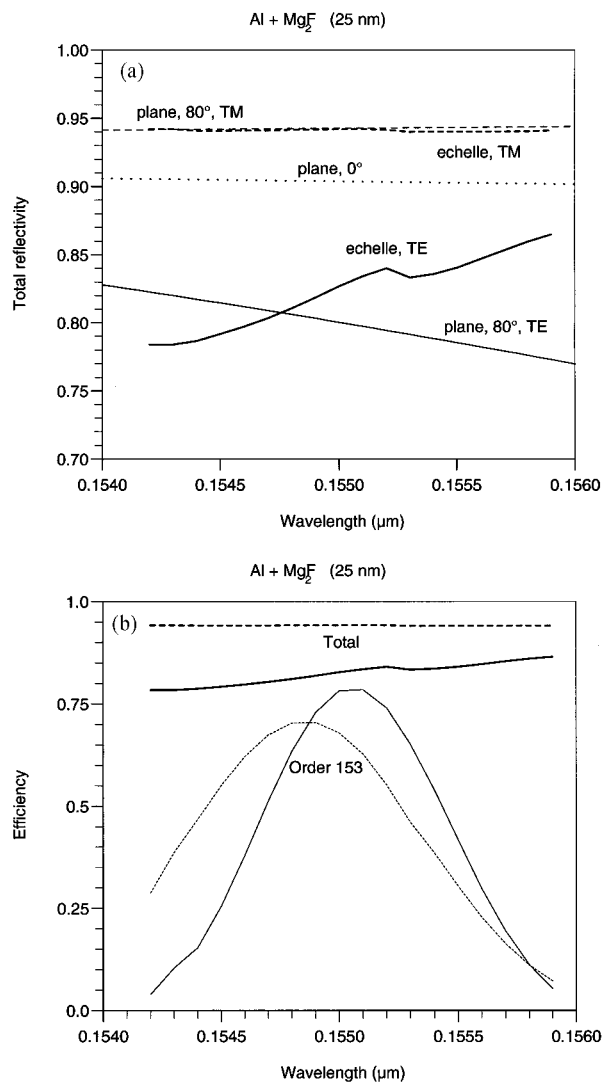 Al + MgF2 (25 nm)
1.00
(a)
plane, 80°, TM
0.95
echelle, TM
plane, 0°
0.90
Total reflectivity
echelle, TE
0.85
0.80
plane, 80°, TE
0.75
0.70
0.1540 0.1545 0.1550 0.1555 0.1560
Wavelength (µm)
Al + MgF2 (25 nm)
1.0
(b)
Total
0.75
Order 153
Efficiency
0.5
0.25
0.0
0.1540 0.1545 0.1550 0.1555 0.1560
Wavelength (µm)